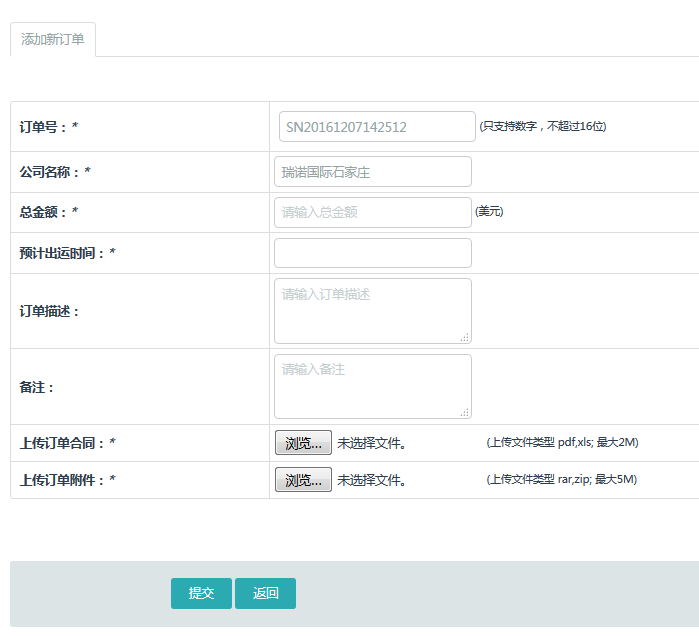 添加新订单
订单号：* SN20161207142512 (只支持数字，不超过16位)
公司名称：* 瑞诺国际石家庄
总金额：* 请输入总金额 (美元)
预计出运时间：*
订单描述： 请输入订单描述
备注： 请输入备注
上传订单合同：* 浏览... 未选择文件。 (上传文件类型 pdf,xls; 最大2M)
上传订单附件：* 浏览... 未选择文件。 (上传文件类型 rar,zip; 最大5M)
提交 返回